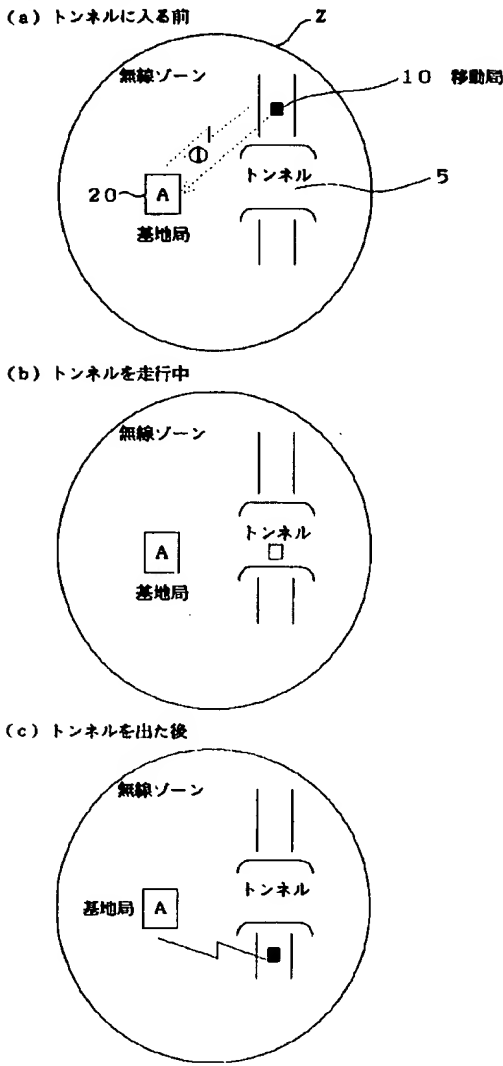 (a) トンネルに入る前
Z
無線ゾーン
10 移動局
①
トンネル
5
20
A
基地局
(b) トンネルを走行中
無線ゾーン
トンネル
A
基地局
(c) トンネルを出た後
無線ゾーン
トンネル
基地局 A